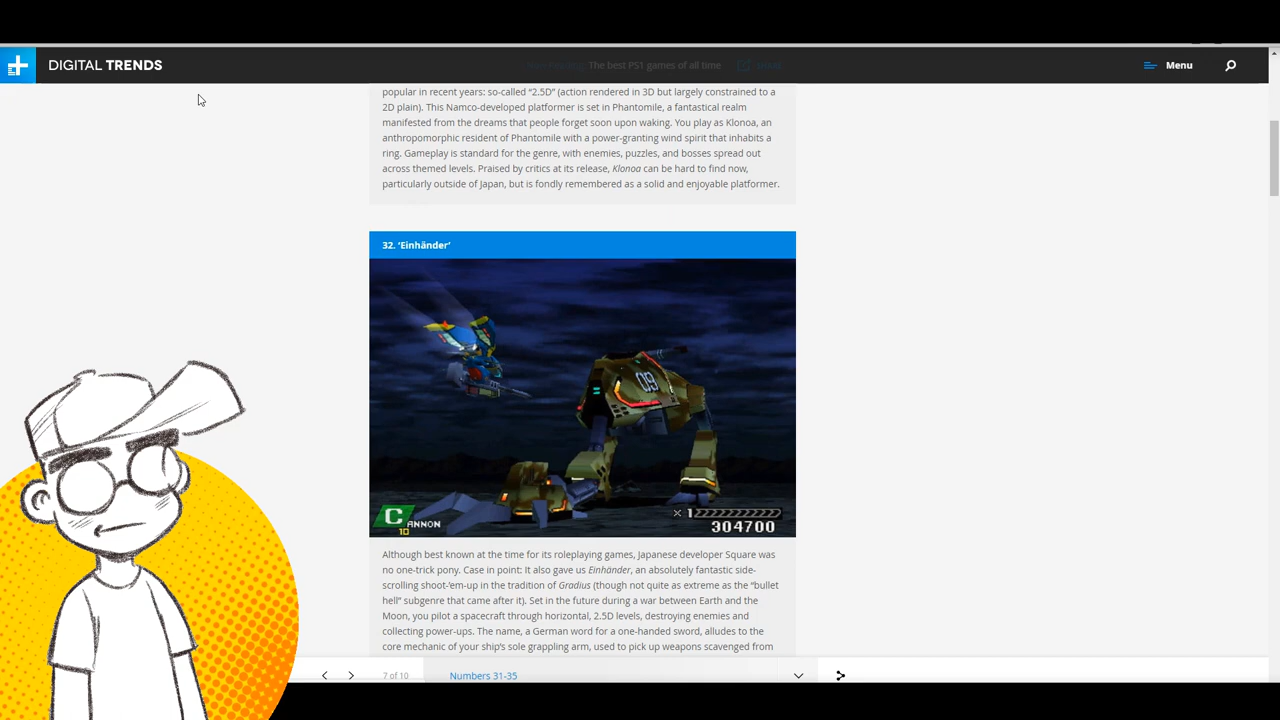 DIGITAL TRENDS
The best PS1 games of all time
Menu
popular in recent years: so-called “2.5D” (action rendered in 3D but largely constrained to a
2D plain). This Namco-developed platformer is set in Phantomile, a fantastical realm
manifested from the dreams that people forget soon upon waking. You play as Klonoa, an
anthropomorphic resident of Phantomile with a power-granting wind spirit that inhabits a
ring. Gameplay is standard for the genre, with enemies, puzzles, and bosses spread out
across themed levels. Praised by critics at its release, Klonoa can be hard to find now,
particularly outside of Japan, but is fondly remembered as a solid and enjoyable platformer.
32. ‘Einhänder’
09
CANNON
10
× 1
304700
Although best known at the time for its roleplaying games, Japanese developer Square was
no one-trick pony. Case in point: It also gave us Einhänder, an absolutely fantastic side-
scrolling shoot-’em-up in the tradition of Gradius (though not quite as extreme as the “bullet
hell” subgenre that came after it). Set in the future during a war between Earth and the
Moon, you pilot a spacecraft through horizontal, 2.5D levels, destroying enemies and
collecting power-ups. The name, a German word for a one-handed sword, alludes to the
core mechanic of your ship’s sole grappling arm, used to pick up weapons scavenged from
7 of 10
Numbers 31-35